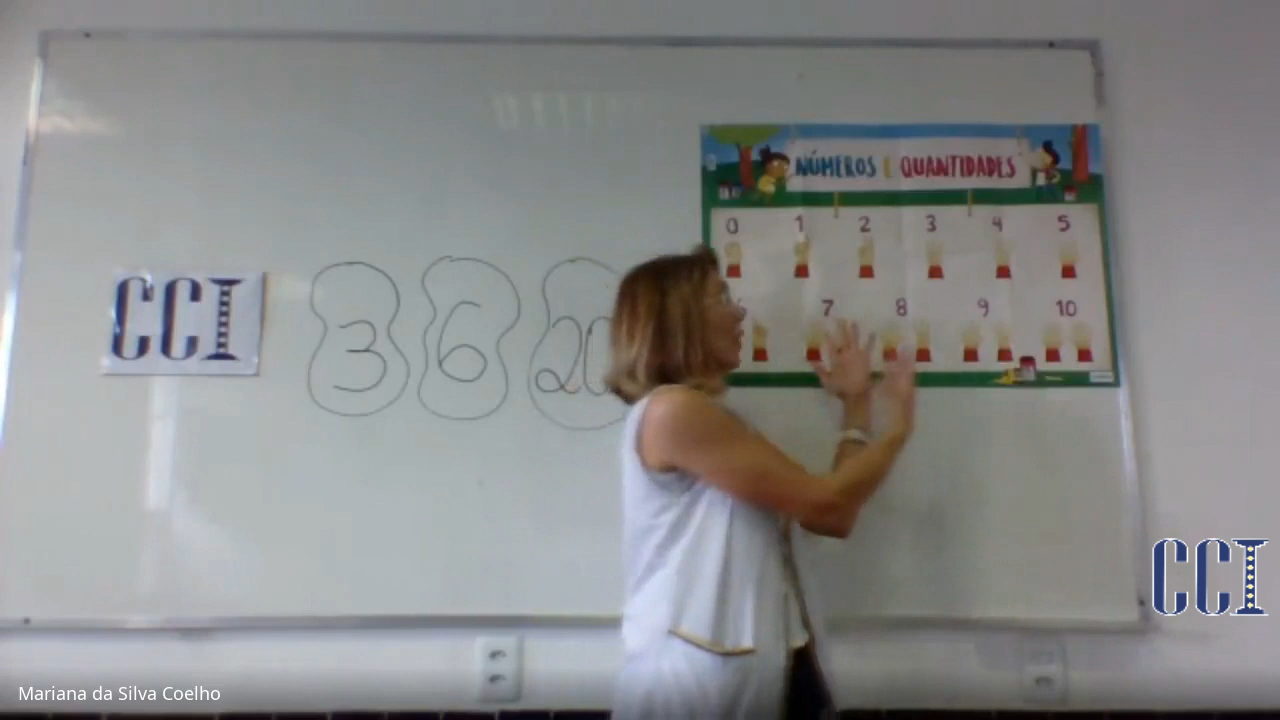 NÚMEROS E QUANTIDADES
0 1 2 3 4 5
7 8 9 10
CCI
3 6 20
CCI
Mariana da Silva Coelho